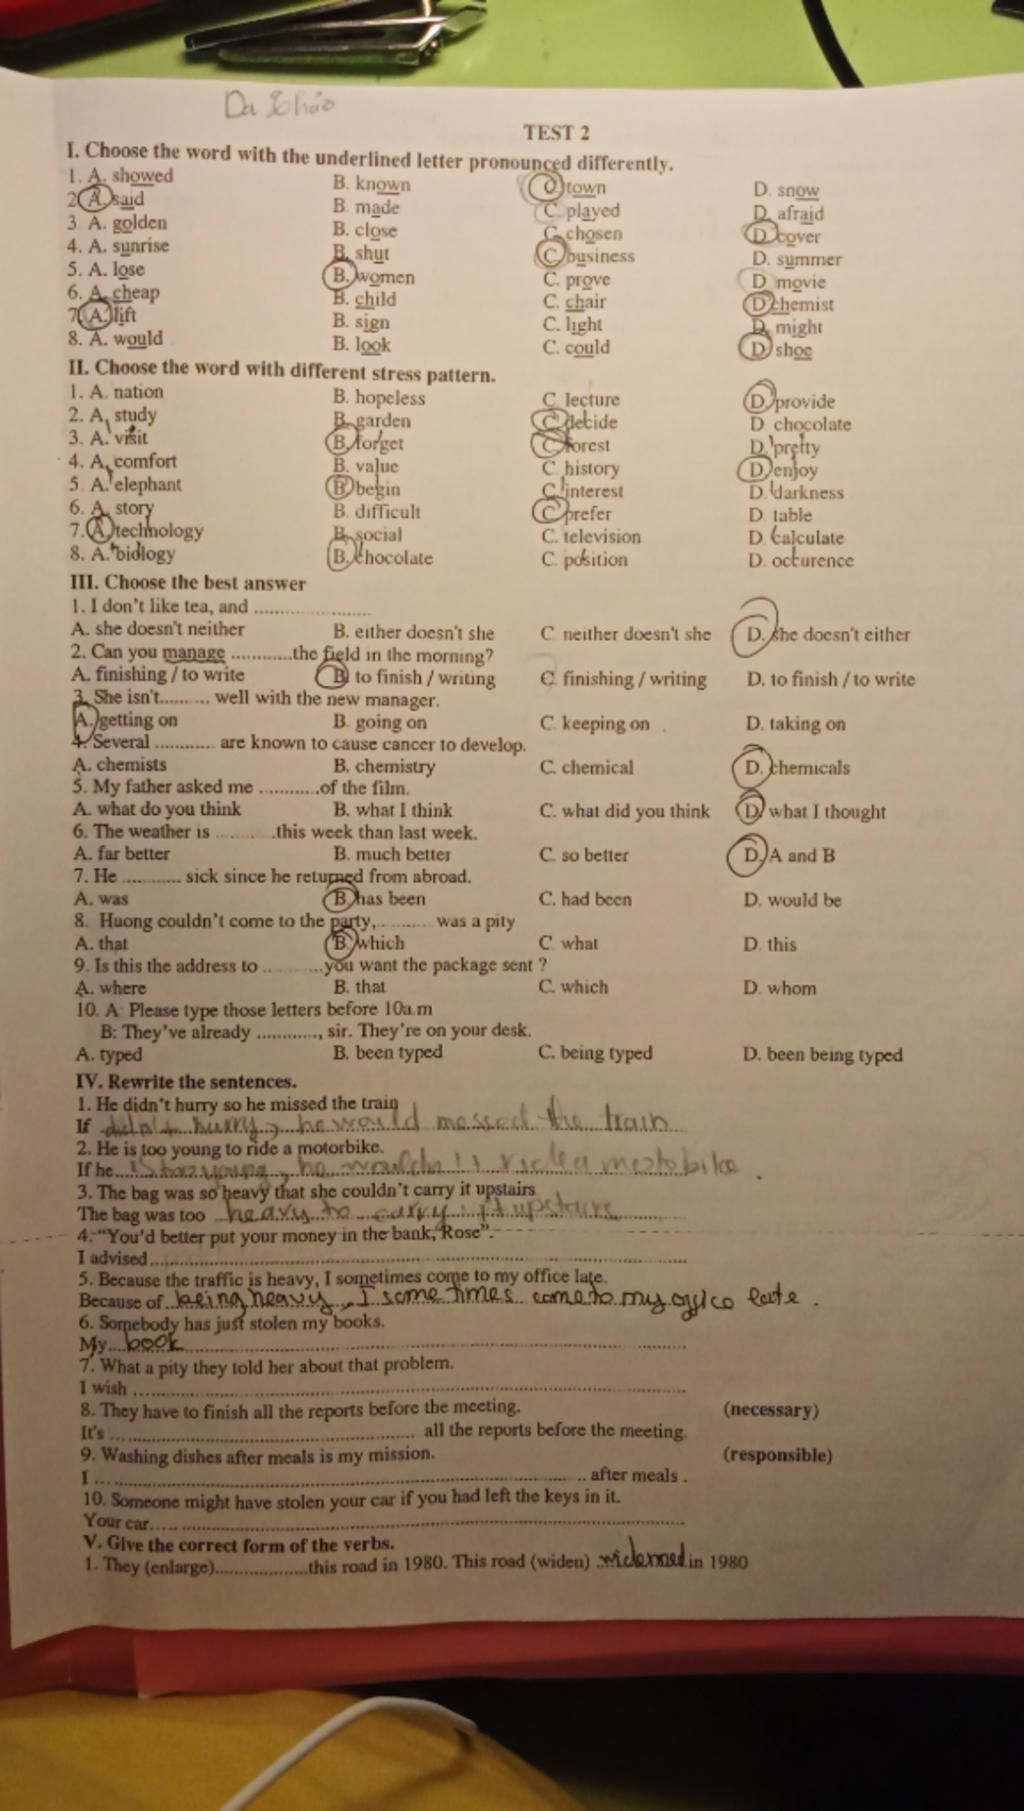 TEST 2
I. Choose the word with the underlined letter pronounced differently.
1. A. showed B. known C. town D. snow
2. A. said B. made C. played D. afraid
3. A. golden B. close C. chosen D. cover
4. A. sunrise B. shut C. business D. summer
5. A. lose B. women C. prove D. movie
6. A. cheap B. child C. chair D. chemist
7. A. lift B. sign C. light D. might
8. A. would B. look C. could D. shoe
II. Choose the word with different stress pattern.
1. A. nation B. hopeless C. lecture D. provide
2. A. study B. garden C. decide D. chocolate
3. A. visit B. forget C. forest D. pretty
4. A. comfort B. value C. history D. enjoy
5. A. elephant B. begin C. interest D. darkness
6. A. story B. difficult C. prefer D. table
7. A. technology B. social C. television D. calculate
8. A. biology B. chocolate C. position D. occurence
III. Choose the best answer
1. I don't like tea, and ......................
A. she doesn't neither B. either doesn't she C. neither doesn't she D. she doesn't either
2. Can you manage ............the field in the morning?
A. finishing / to write B. to finish / writing C. finishing / writing D. to finish / to write
3. She isn't.......... well with the new manager.
A. getting on B. going on C. keeping on D. taking on
4. Several ............ are known to cause cancer to develop.
A. chemists B. chemistry C. chemical D. chemicals
5. My father asked me ............of the film.
A. what do you think B. what I think C. what did you think D. what I thought
6. The weather is ............this week than last week.
A. far better B. much better C. so better D. A and B
7. He ............ sick since he returned from abroad.
A. was B. has been C. had been D. would be
8. Huong couldn't come to the party,........... was a pity
A. that B. which C. what D. this
9. Is this the address to ............you want the package sent ?
A. where B. that C. which D. whom
10. A: Please type those letters before 10a.m
B: They've already ............, sir. They're on your desk.
A. typed B. been typed C. being typed D. been being typed
IV. Rewrite the sentences.
1. He didn't hurry so he missed the train
If didn't hurry, he would messed the train
2. He is too young to ride a motorbike.
If he is too young, he wouldn't
3. The bag was so heavy that she couldn't carry it upstairs
The bag was too heavy to carry it upstairs
4. "You'd better put your money in the bank, Rose".
I advised
5. Because the traffic is heavy, I sometimes come to my office late.
Because of being heavy, I some times come to my office late.
6. Somebody has just stolen my books.
My book
7. What a pity they told her about that problem.
I wish
8. They have to finish all the reports before the meeting. (necessary)
It's ............ all the reports before the meeting.
9. Washing dishes after meals is my mission. (responsible)
I ............ after meals .
10. Someone might have stolen your car if you had left the keys in it.
Your car
V. Give the correct form of the verbs.
1. They (enlarge)..................this road in 1980. This road (widen) in 1980